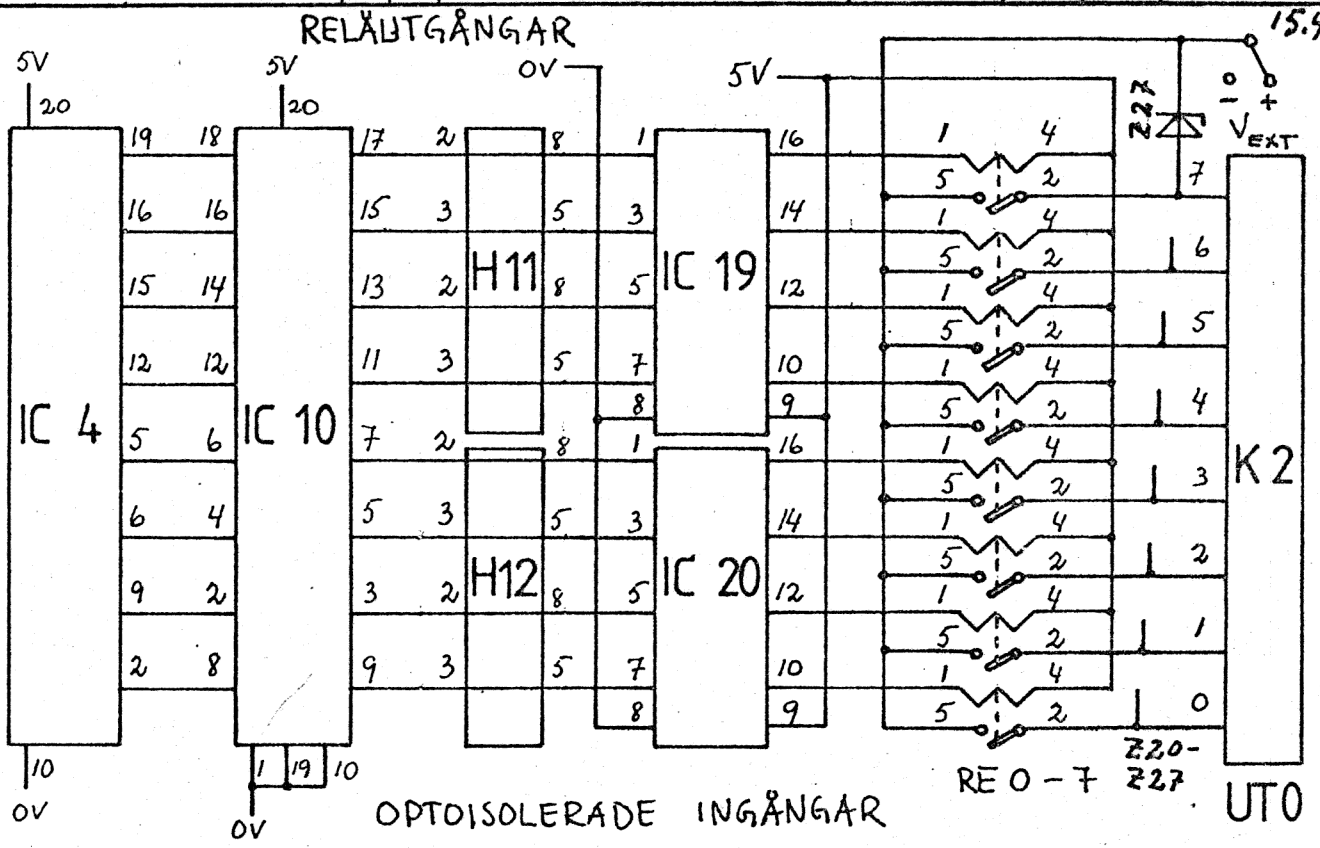 RELÄUTGÅNGAR
15.9
5V
5V
0V
5V
20
20
Z27
- +
V EXT
19 18 17 2 8 1 16 1 4
5 2 7
16 16 15 3 5 3 14 1 4
5 2 6
15 14 13 2 H11 8 5 IC 19 12 1 4
5 2 5
12 12 11 3 5 7 10 1 4
8 9 5 2 4
IC 4 5 6 IC 10 7 2 8 1 16 1 4 K2
5 2 3
6 4 5 3 5 3 14 1 4
5 2 2
9 2 3 2 H12 8 5 IC 20 12 1 4
5 2 1
2 8 9 3 5 7 10 1 4
8 9 5 2 0
10 1 19 10
RE 0 - 7
Z20-
Z27
UT0
0V
0V
OPTOISOLERADE INGÅNGAR